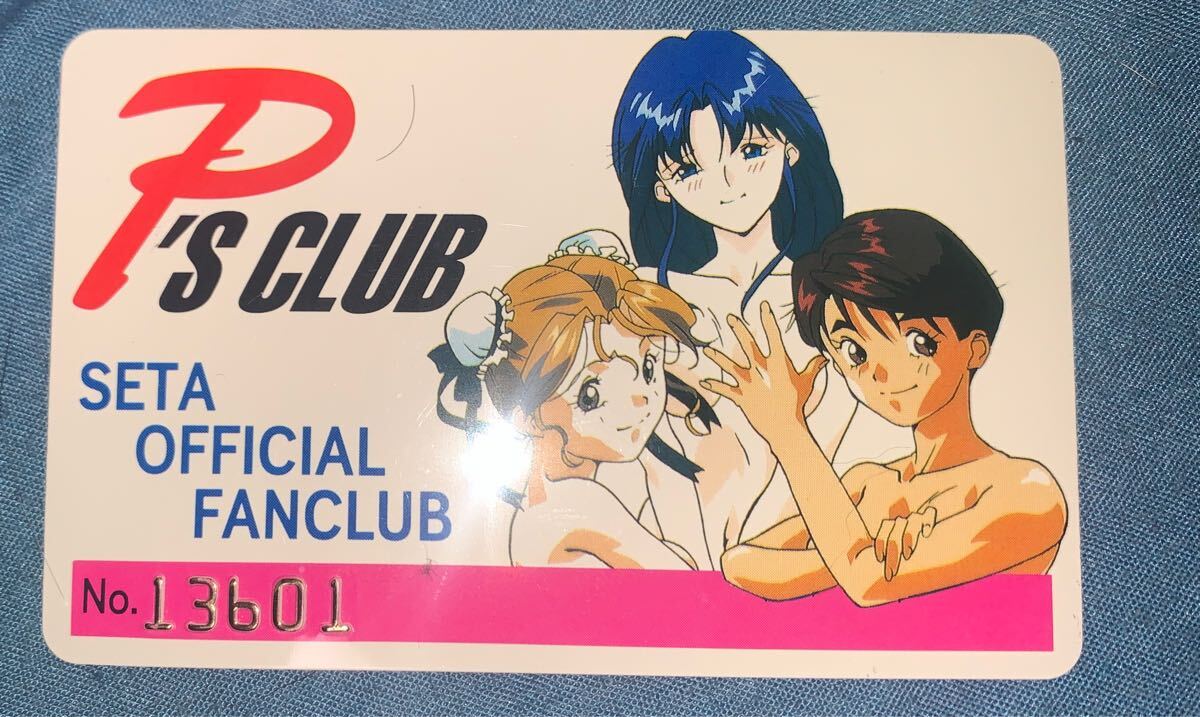 P'S CLUB
SETA
OFFICIAL
FANCLUB
No. 13601